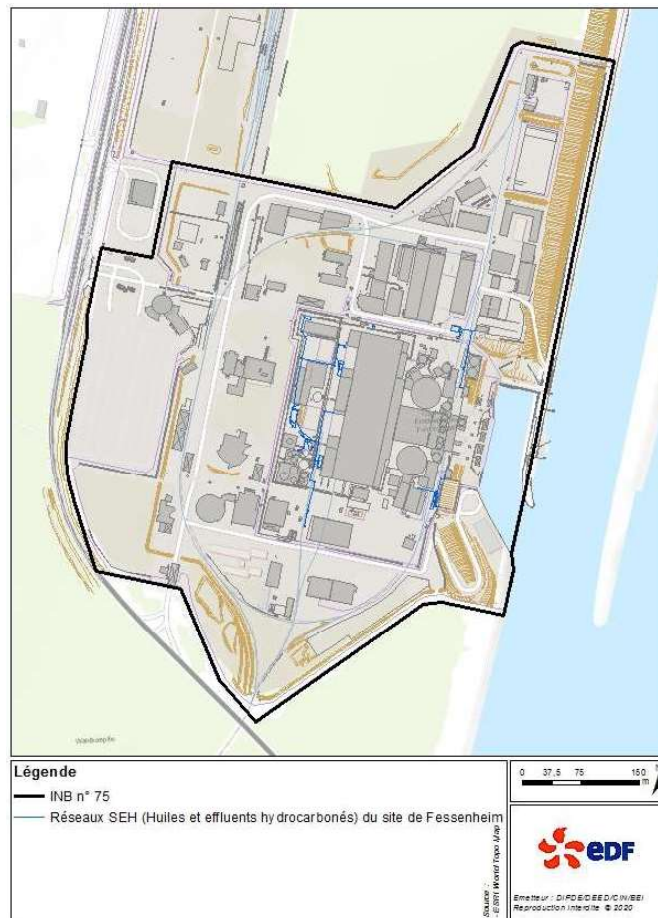 Légende
INB n° 75
Réseaux SEH (Huiles et effluents hydrocarbonés) du site de Fessenheim
0 37,5 75 150
m
Source :
- ESRI World Topo Map
edf
Emetteur : DIPDE/DEED/CIN/BEI
Reproduction interdite © 2020